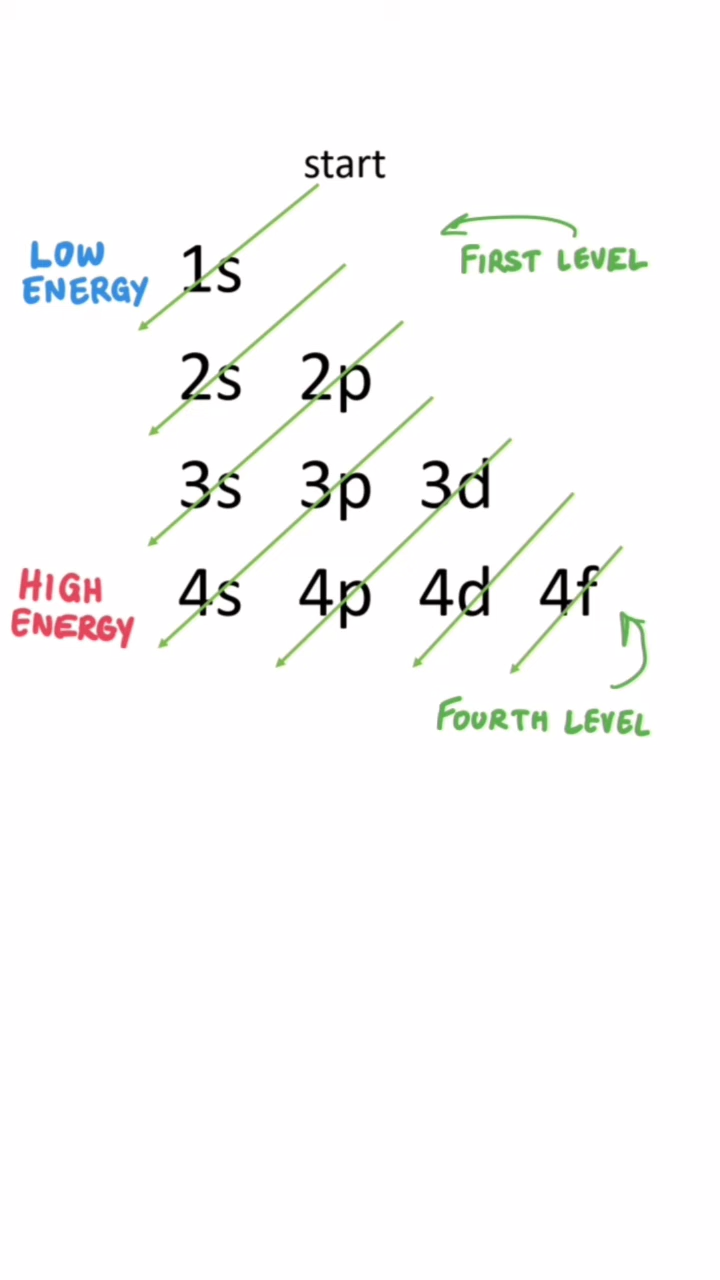 start
LOW
ENERGY
1s
FIRST LEVEL
2s 2p
3s 3p 3d
HIGH
ENERGY
4s 4p 4d 4f
FOURTH LEVEL